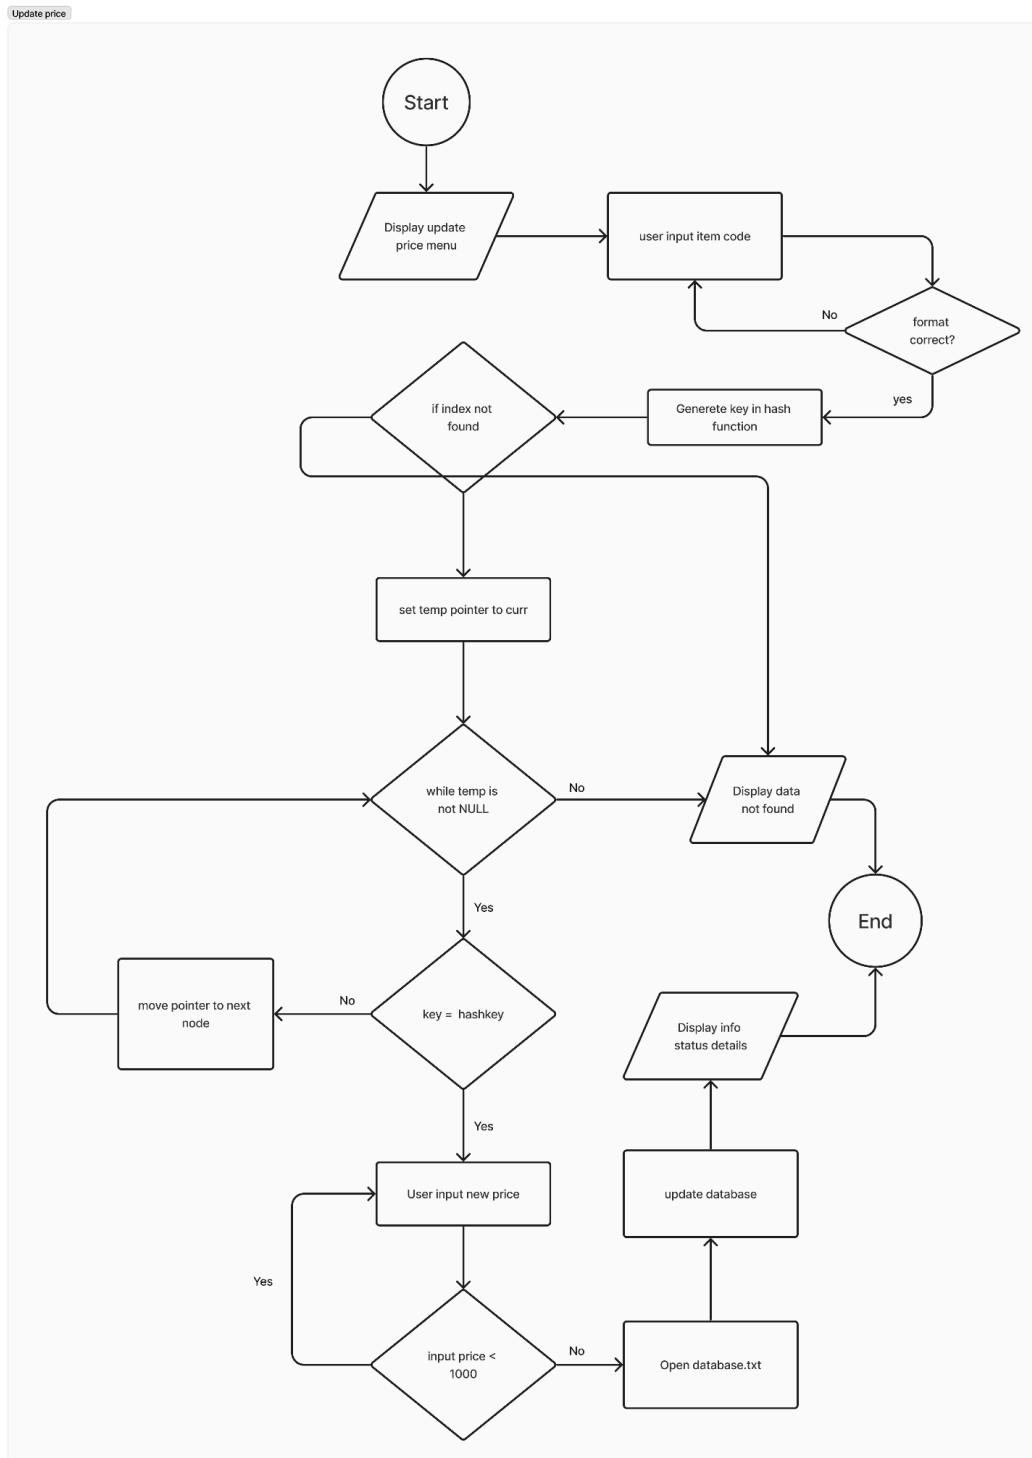 Update price
Start
Display update
price menu
user input item code
No
format
correct?
yes
Generete key in hash
function
if index not
found
set temp pointer to curr
while temp is
not NULL
No
Display data
not found
Yes
End
move pointer to next
node
No
key =  hashkey
Display info
status details
Yes
User input new price
update database
Yes
input price <
1000
No
Open database.txt